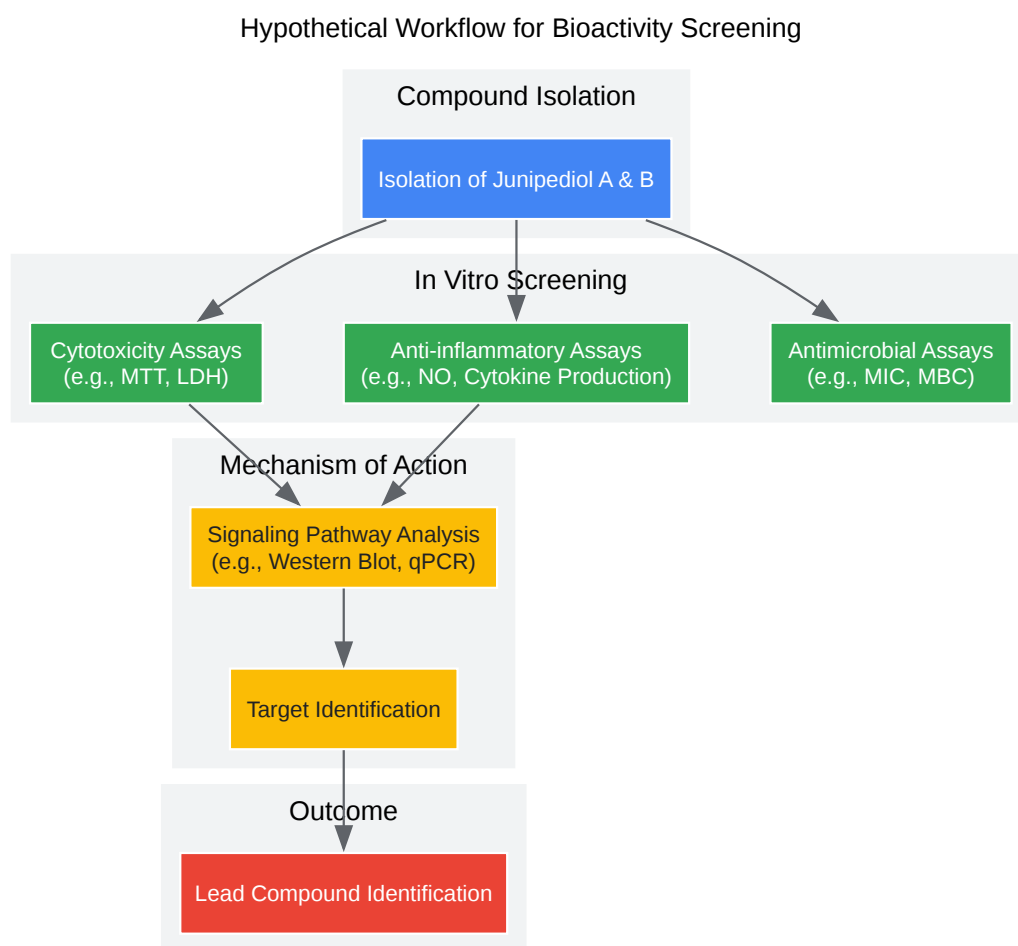 Hypothetical Workflow for Bioactivity Screening
Compound Isolation
Isolation of Junipediol A & B
In Vitro Screening
Cytotoxicity Assays
(e.g., MTT, LDH)
Anti-inflammatory Assays
(e.g., NO, Cytokine Production)
Antimicrobial Assays
(e.g., MIC, MBC)
Mechanism of Action
Signaling Pathway Analysis
(e.g., Western Blot, qPCR)
Target Identification
Outcome
Lead Compound Identification